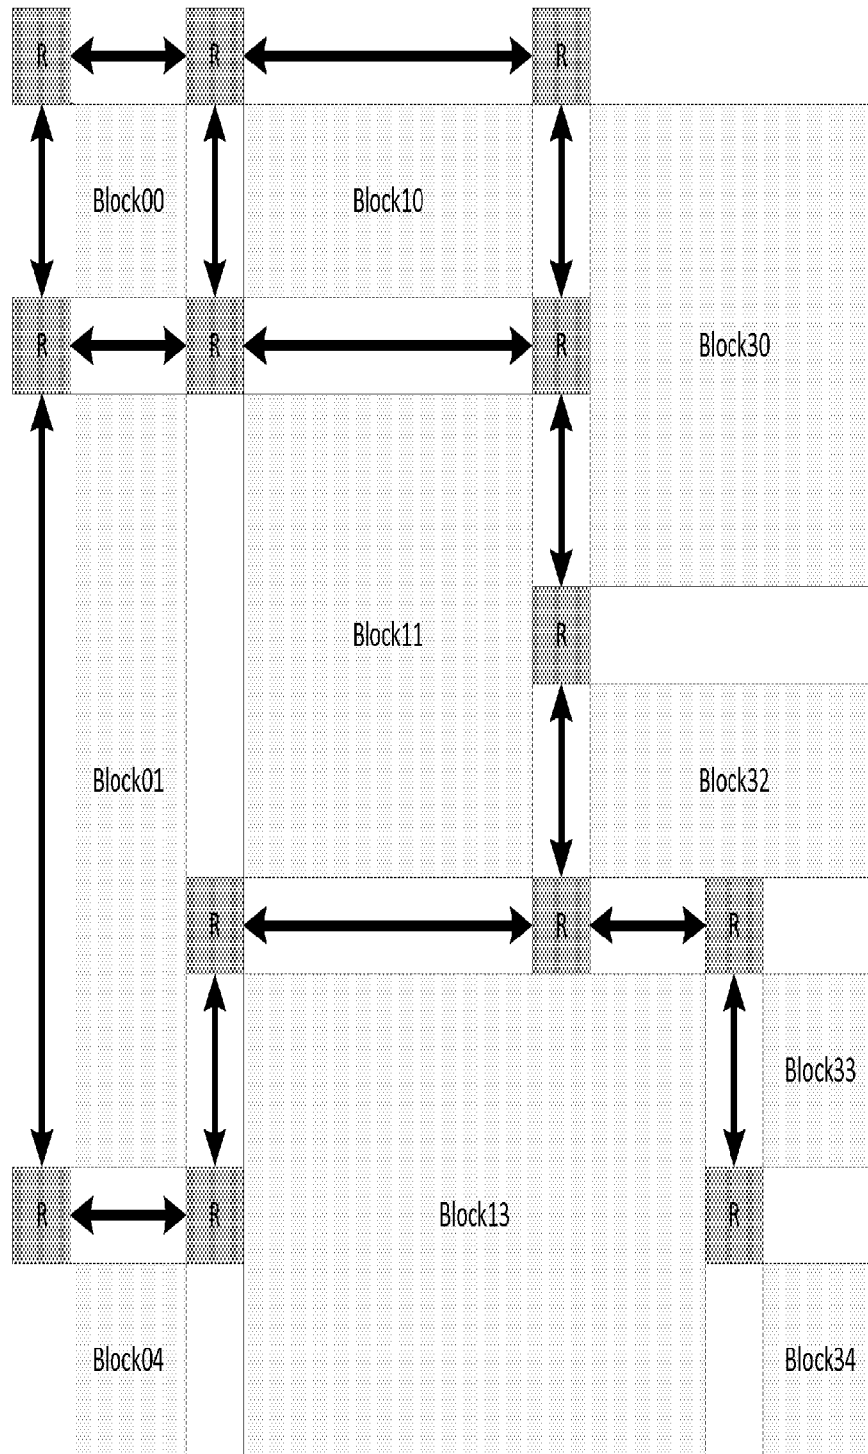 R R R
Block00 Block10
R R R Block30
Block11 R
Block01 Block32
R R R
Block33
R R Block13 R
Block04 Block34